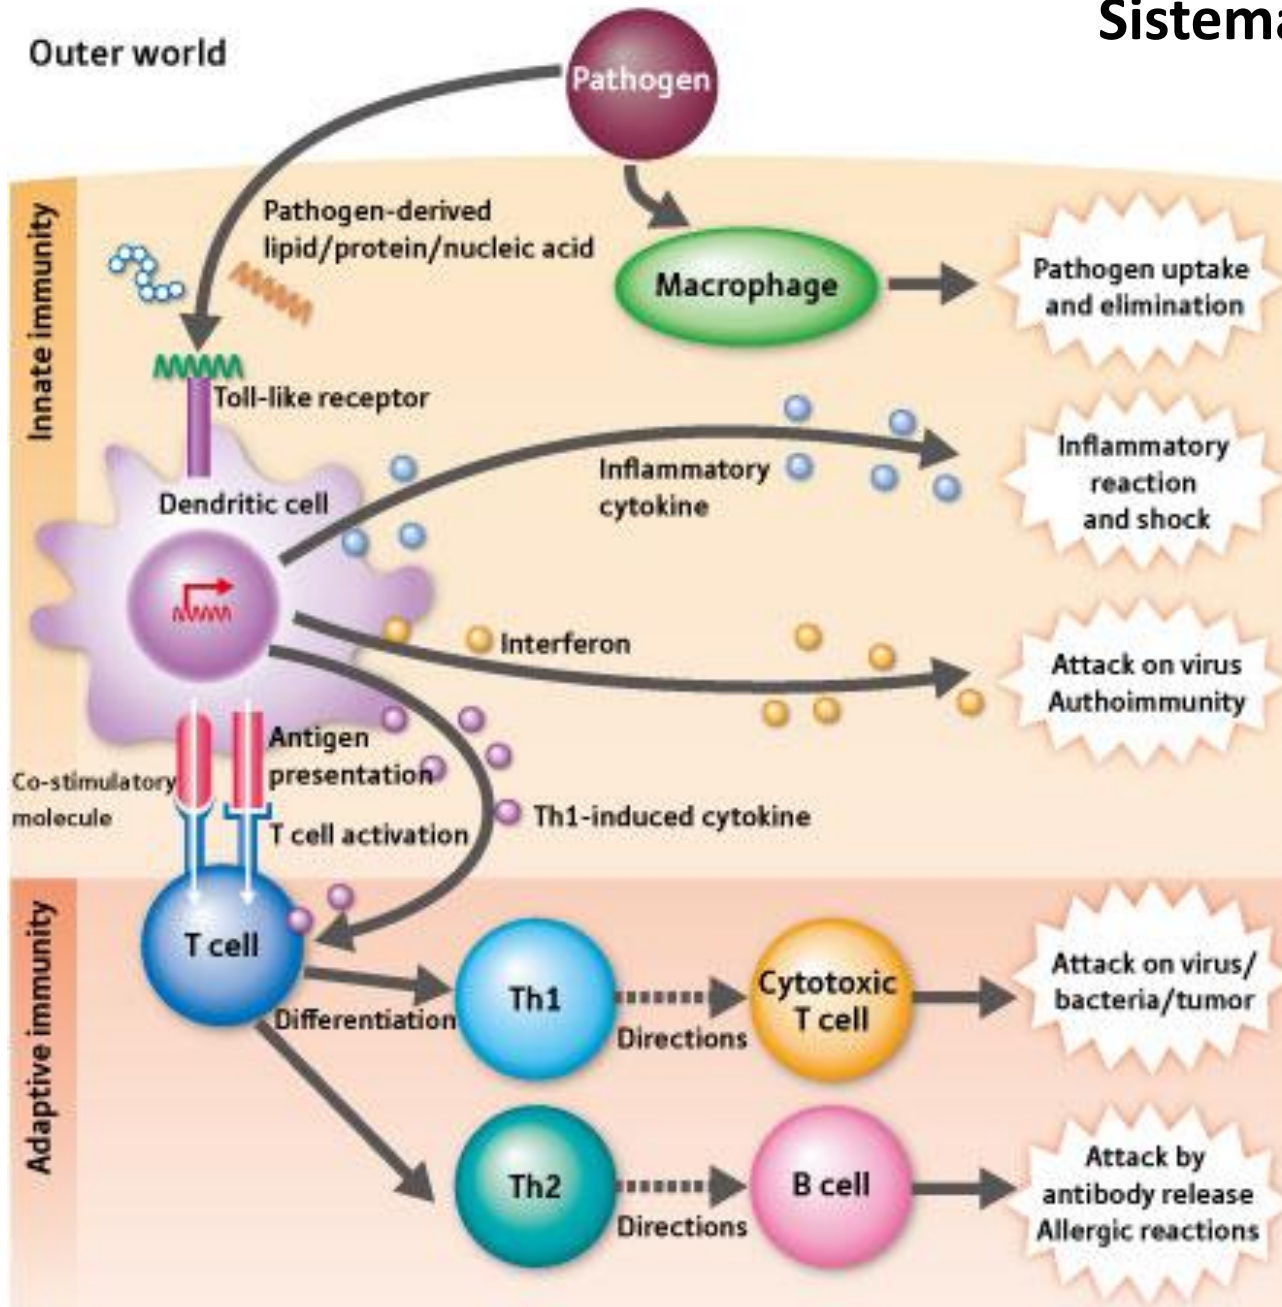 Sistema
Outer world
Pathogen
Innate immunity
Pathogen-derived
lipid/protein/nucleic acid
Macrophage
Pathogen uptake
and elimination
Toll-like receptor
Dendritic cell
Inflammatory
cytokine
Inflammatory
reaction
and shock
Interferon
Attack on virus
Authoimmunity
Antigen
presentation
Co-stimulatory
molecule
T cell activation
Th1-induced cytokine
Adaptive immunity
T cell
Differentiation
Th1
Directions
Cytotoxic
T cell
Attack on virus/
bacteria/tumor
Th2
Directions
B cell
Attack by
antibody release
Allergic reactions